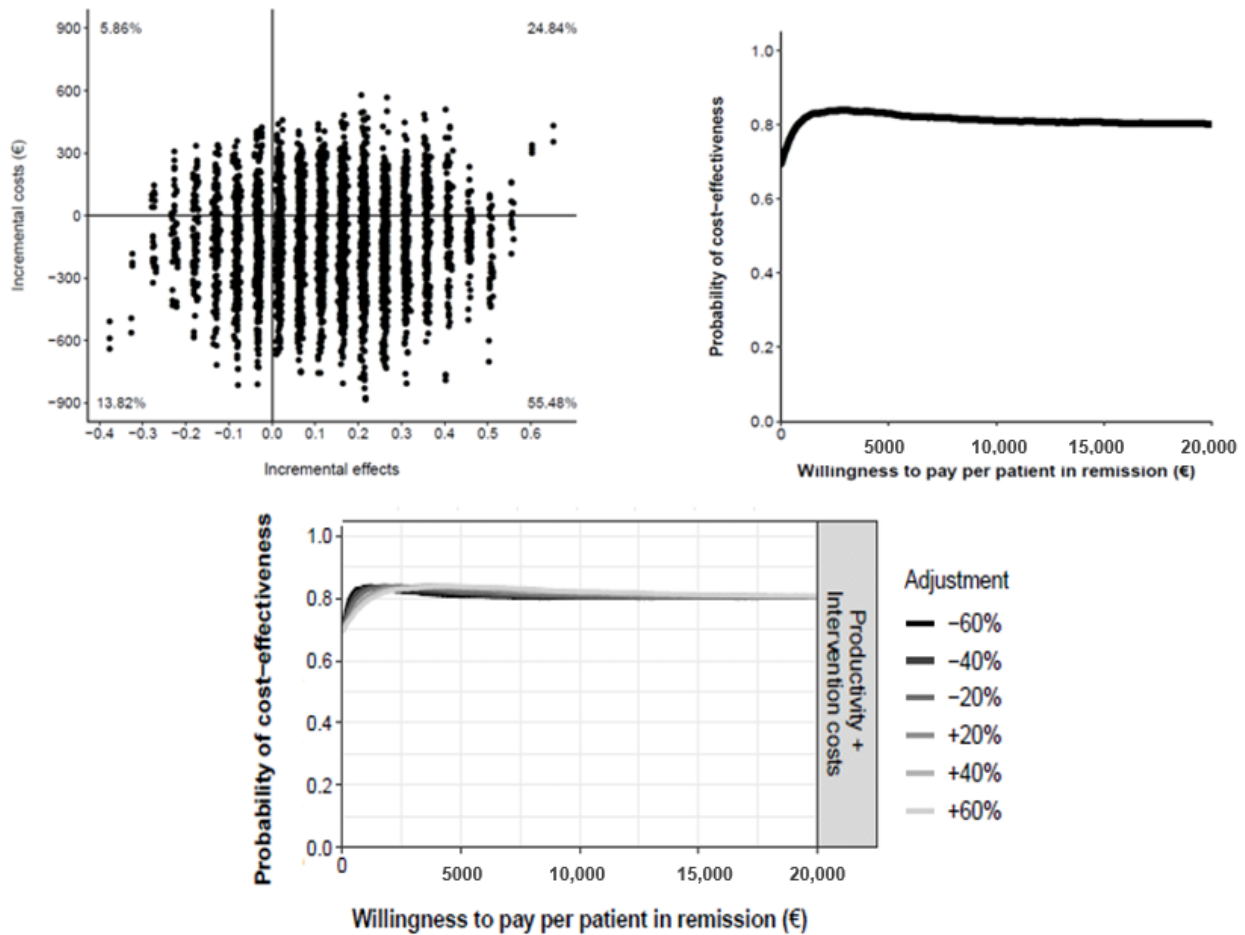 900
5.86%
24.84%
600
300
0
−300
−600
−900
13.82%
55.48%
−0.4 −0.3 −0.2 −0.1 0.0 0.1 0.2 0.3 0.4 0.5 0.6
Incremental effects
Incremental costs (€)
1.0
0.8
0.6
0.4
0.2
0.0
0 5000 10,000 15,000 20,000
Willingness to pay per patient in remission (€)
Probability of cost−effectiveness
1.0
0.8
0.6
0.4
0.2
0.0
0 5000 10,000 15,000 20,000
Willingness to pay per patient in remission (€)
Probability of cost−effectiveness
Productivity +
Intervention costs
Adjustment
−60%
−40%
−20%
+20%
+40%
+60%